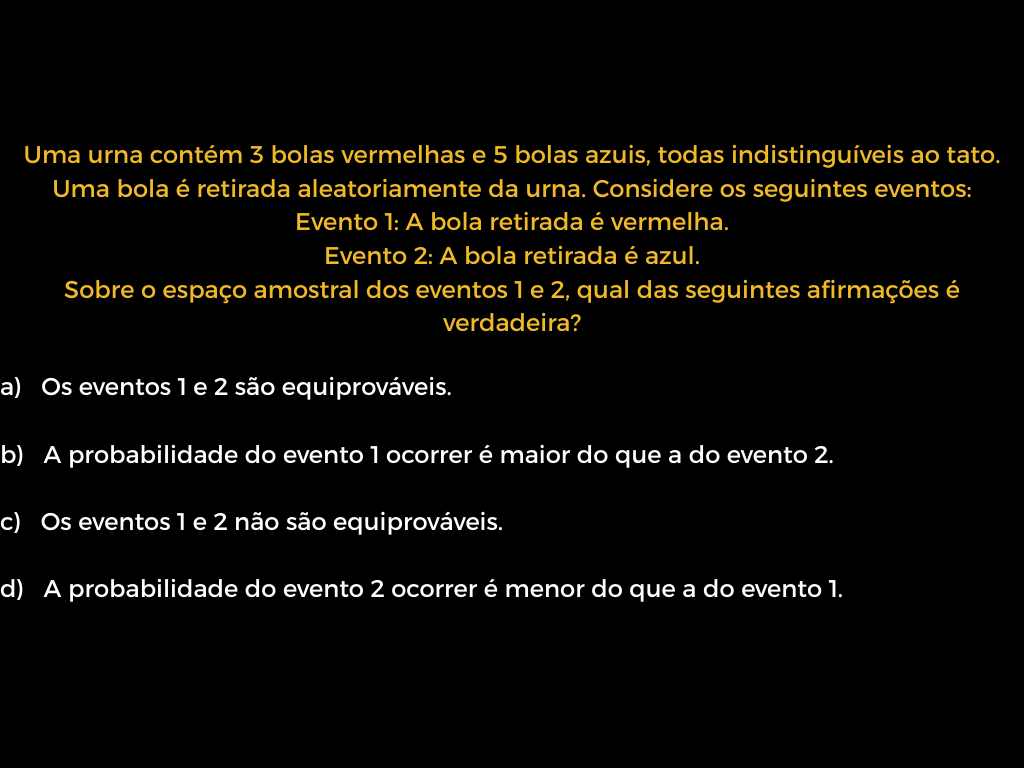 Uma urna contém 3 bolas vermelhas e 5 bolas azuis, todas indistinguíveis ao tato.
Uma bola é retirada aleatoriamente da urna. Considere os seguintes eventos:
Evento 1: A bola retirada é vermelha.
Evento 2: A bola retirada é azul.
Sobre o espaço amostral dos eventos 1 e 2, qual das seguintes afirmações é
verdadeira?
a) Os eventos 1 e 2 são equiprováveis.
b) A probabilidade do evento 1 ocorrer é maior do que a do evento 2.
c) Os eventos 1 e 2 não são equiprováveis.
d) A probabilidade do evento 2 ocorrer é menor do que a do evento 1.